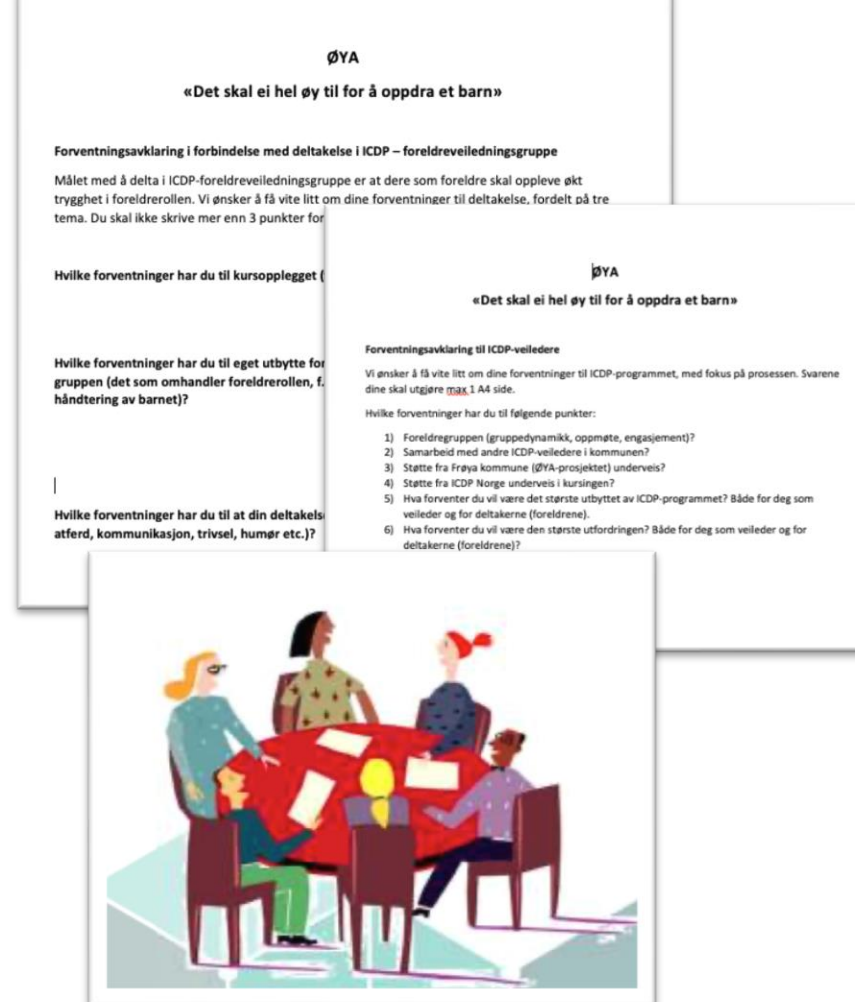 ØYA
«Det skal ei hel øy til for å oppdra et barn»
Forventningsavklaring i forbindelse med deltakelse i ICDP – foreldreveiledningsgruppe
Målet med å delta i ICDP-foreldreveiledningsgruppe er at dere som foreldre skal oppleve økt
trygghet i foreldrerollen. Vi ønsker å få vite litt om dine forventninger til deltakelse, fordelt på tre
tema. Du skal ikke skrive mer enn 3 punkter for
Hvilke forventninger har du til kursopplegget (
Hvilke forventninger har du til eget utbytte for
gruppen (det som omhandler foreldrerollen, f.
håndtering av barnet)?
Hvilke forventninger har du til at din deltakels
atferd, kommunikasjon, trivsel, humør etc.)?
ØYA
«Det skal ei hel øy til for å oppdra et barn»
Forventningsavklaring til ICDP-veiledere
Vi ønsker å få vite litt om dine forventninger til ICDP-programmet, med fokus på prosessen. Svarene
dine skal utgjøre max 1 A4 side.
Hvilke forventninger har du til følgende punkter:
1) Foreldregruppen (gruppedynamikk, oppmøte, engasjement)?
2) Samarbeid med andre ICDP-veiledere i kommunen?
3) Støtte fra Frøya kommune (ØYA-prosjektet) underveis?
4) Støtte fra ICDP Norge underveis i kursingen?
5) Hva forventer du vil være det største utbyttet av ICDP-programmet? Både for deg som
veileder og for deltakerne (foreldrene).
6) Hva forventer du vil være den største utfordringen? Både for deg som veileder og for
deltakerne (foreldrene)?